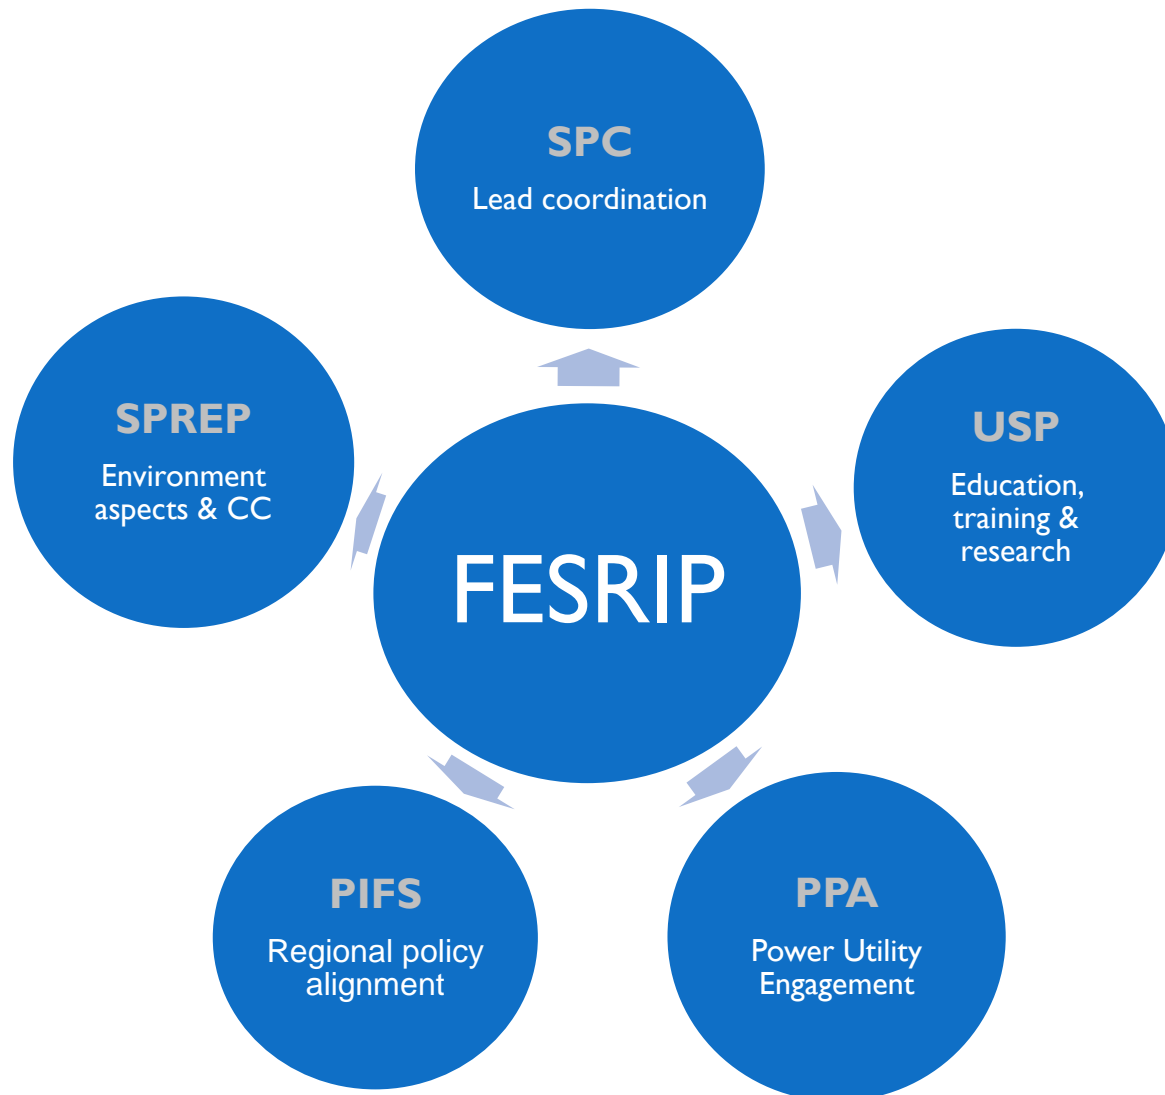 SPC
Lead coordination
SPREP
Environment
aspects & CC
USP
Education,
training &
research
FESRIP
PIFS
Regional policy
alignment
PPA
Power Utility
Engagement